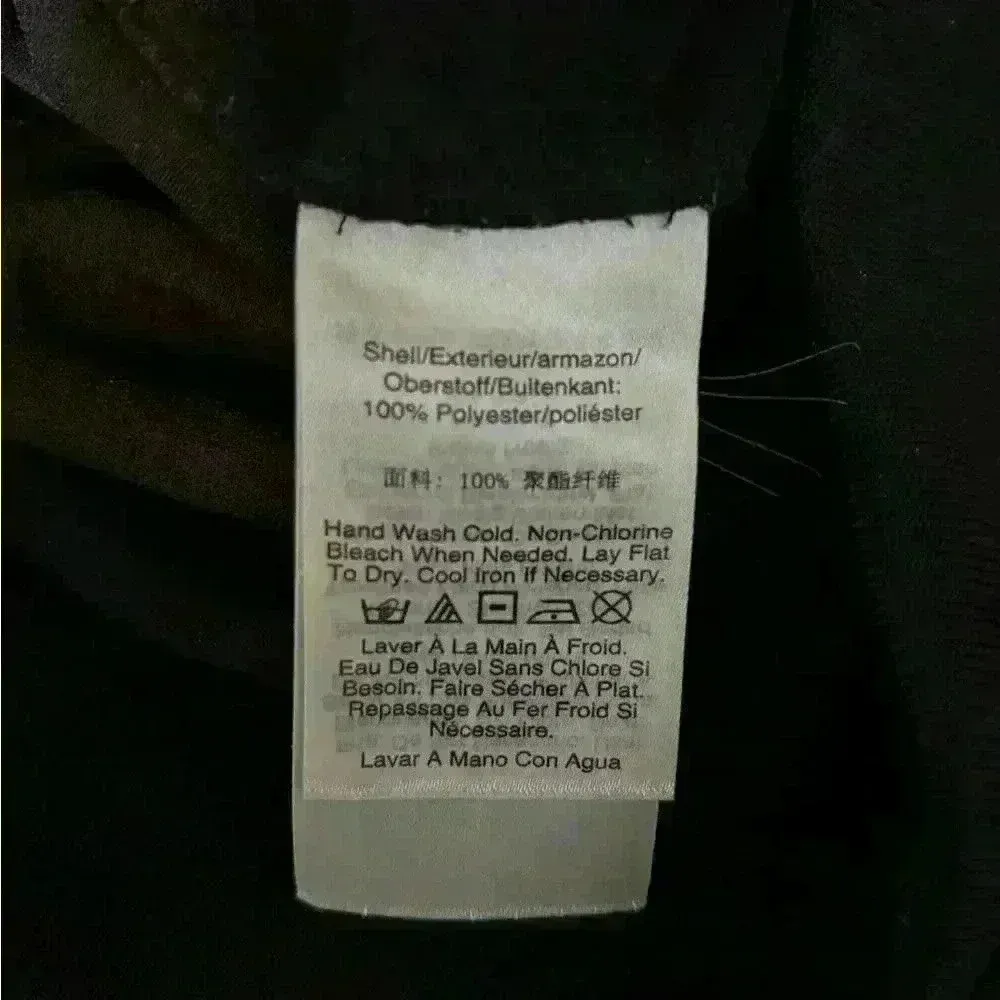 Shell/Exterieur/armazon/
Oberstoff/Buitenkant:
100% Polyester/poliéster
面料: 100% 聚酯纤维
Hand Wash Cold. Non-Chlorine
Bleach When Needed. Lay Flat
To Dry. Cool Iron If Necessary.
Laver À La Main À Froid.
Eau De Javel Sans Chlore Si
Besoin. Faire Sécher À Plat.
Repassage Au Fer Froid Si
Nécessaire.
Lavar A Mano Con Agua